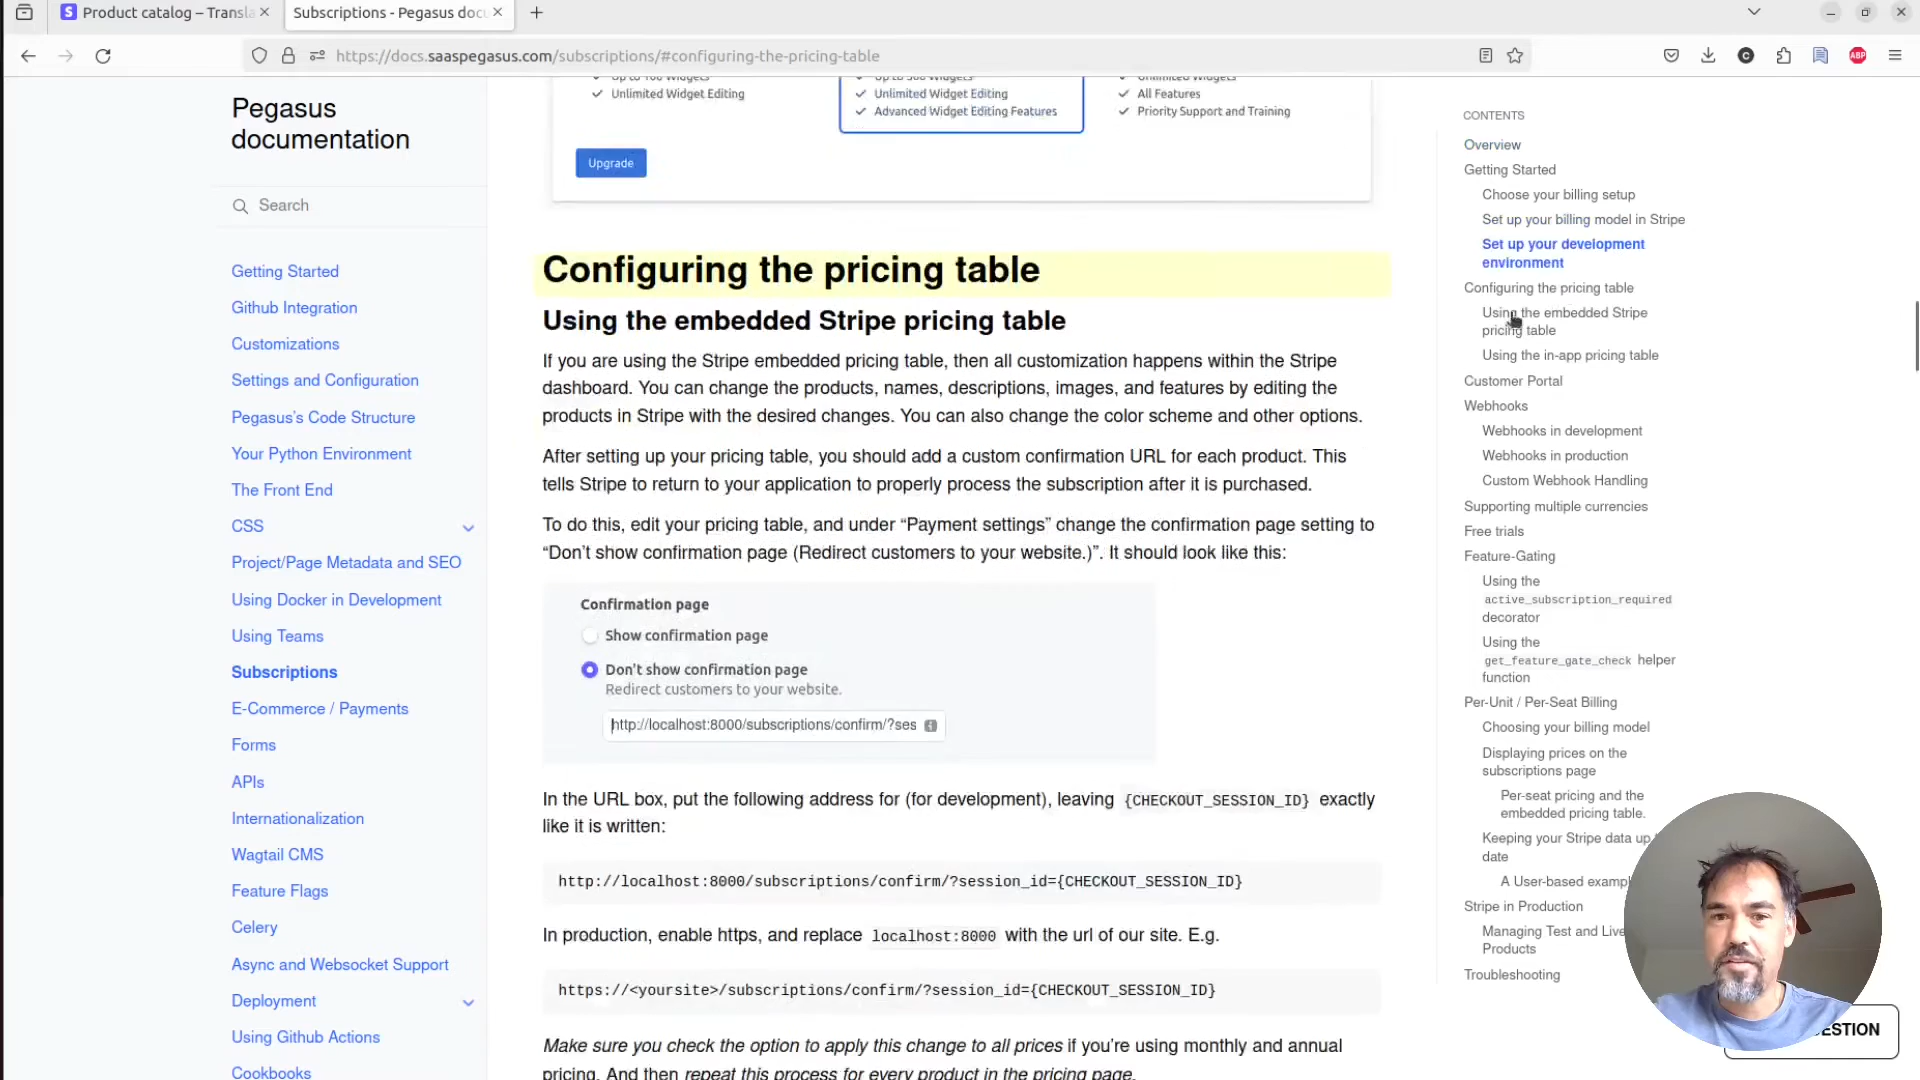 Product catalog – Transla
Subscriptions - Pegasus docu
https://docs.saaspegasus.com/subscriptions/#configuring-the-pricing-table
ABP
Pegasus
documentation
Search
Getting Started
Github Integration
Customizations
Settings and Configuration
Pegasus's Code Structure
Your Python Environment
The Front End
CSS
Project/Page Metadata and SEO
Using Docker in Development
Using Teams
Subscriptions
E-Commerce / Payments
Forms
APIs
Internationalization
Wagtail CMS
Feature Flags
Celery
Async and Websocket Support
Deployment
Using Github Actions
Cookbooks
Up to 100 Widgets
Unlimited Widget Editing
Unlimited Widget Editing
Advanced Widget Editing Features
Unlimited Widgets
All Features
Priority Support and Training
Upgrade
Configuring the pricing table
Using the embedded Stripe pricing table
If you are using the Stripe embedded pricing table, then all customization happens within the Stripe
dashboard. You can change the products, names, descriptions, images, and features by editing the
products in Stripe with the desired changes. You can also change the color scheme and other options.
After setting up your pricing table, you should add a custom confirmation URL for each product. This
tells Stripe to return to your application to properly process the subscription after it is purchased.
To do this, edit your pricing table, and under “Payment settings” change the confirmation page setting to
“Don’t show confirmation page (Redirect customers to your website.)”. It should look like this:
Confirmation page
Show confirmation page
Don't show confirmation page
Redirect customers to your website.
http://localhost:8000/subscriptions/confirm/?ses
In the URL box, put the following address for (for development), leaving {CHECKOUT_SESSION_ID} exactly
like it is written:
http://localhost:8000/subscriptions/confirm/?session_id={CHECKOUT_SESSION_ID}
In production, enable https, and replace localhost:8000 with the url of our site. E.g.
https://<yoursite>/subscriptions/confirm/?session_id={CHECKOUT_SESSION_ID}
Make sure you check the option to apply this change to all prices if you’re using monthly and annual
pricing. And then repeat this process for every product in the pricing page.
CONTENTS
Overview
Getting Started
Choose your billing setup
Set up your billing model in Stripe
Set up your development
environment
Configuring the pricing table
Using the embedded Stripe
pricing table
Using the in-app pricing table
Customer Portal
Webhooks
Webhooks in development
Webhooks in production
Custom Webhook Handling
Supporting multiple currencies
Free trials
Feature-Gating
Using the
active_subscription_required
decorator
Using the
get_feature_gate_check helper
function
Per-Unit / Per-Seat Billing
Choosing your billing model
Displaying prices on the
subscriptions page
Per-seat pricing and the
embedded pricing table.
Keeping your Stripe data up
date
A User-based exampl
Stripe in Production
Managing Test and Live
Products
Troubleshooting
ESTION